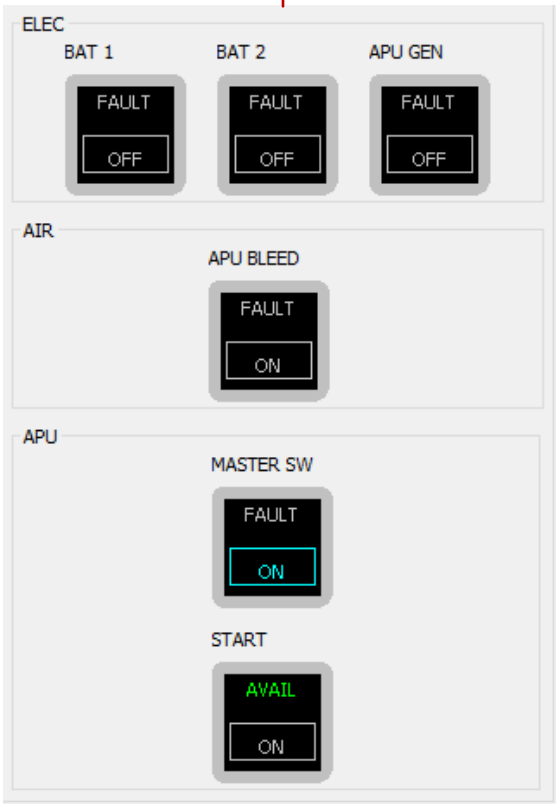 ELEC
BAT 1 BAT 2 APU GEN
FAULT FAULT FAULT
OFF OFF OFF
AIR
APU BLEED
FAULT
ON
APU
MASTER SW
FAULT
ON
START
AVAIL
ON